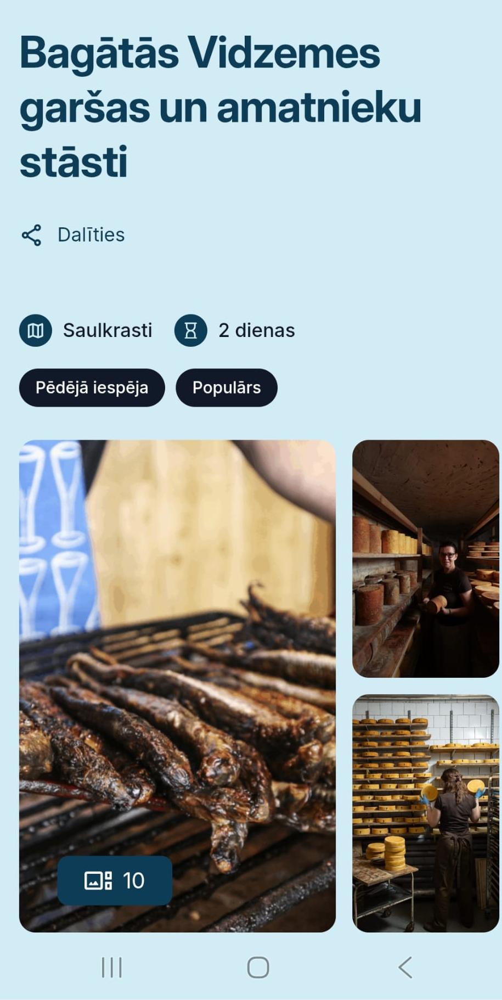 Bagātās Vidzemes
garšas un amatnieku
stāsti
Dalīties
Saulkrasti
2 dienas
Pēdējā iespēja
Populārs
10